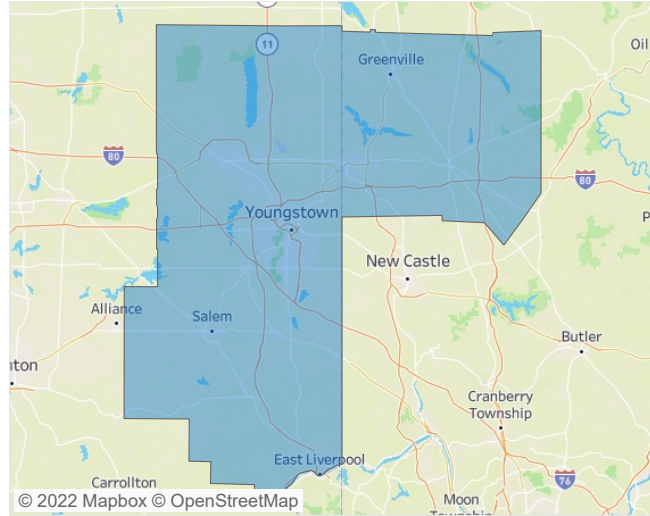 11
Greenville
Oil
80
80
Youngstown
P
New Castle
Alliance
Salem
Butler
nton
Cranberry
Township
East Liverpool
76
Carrollton
Moon
Township
© 2022 Mapbox © OpenStreetMap